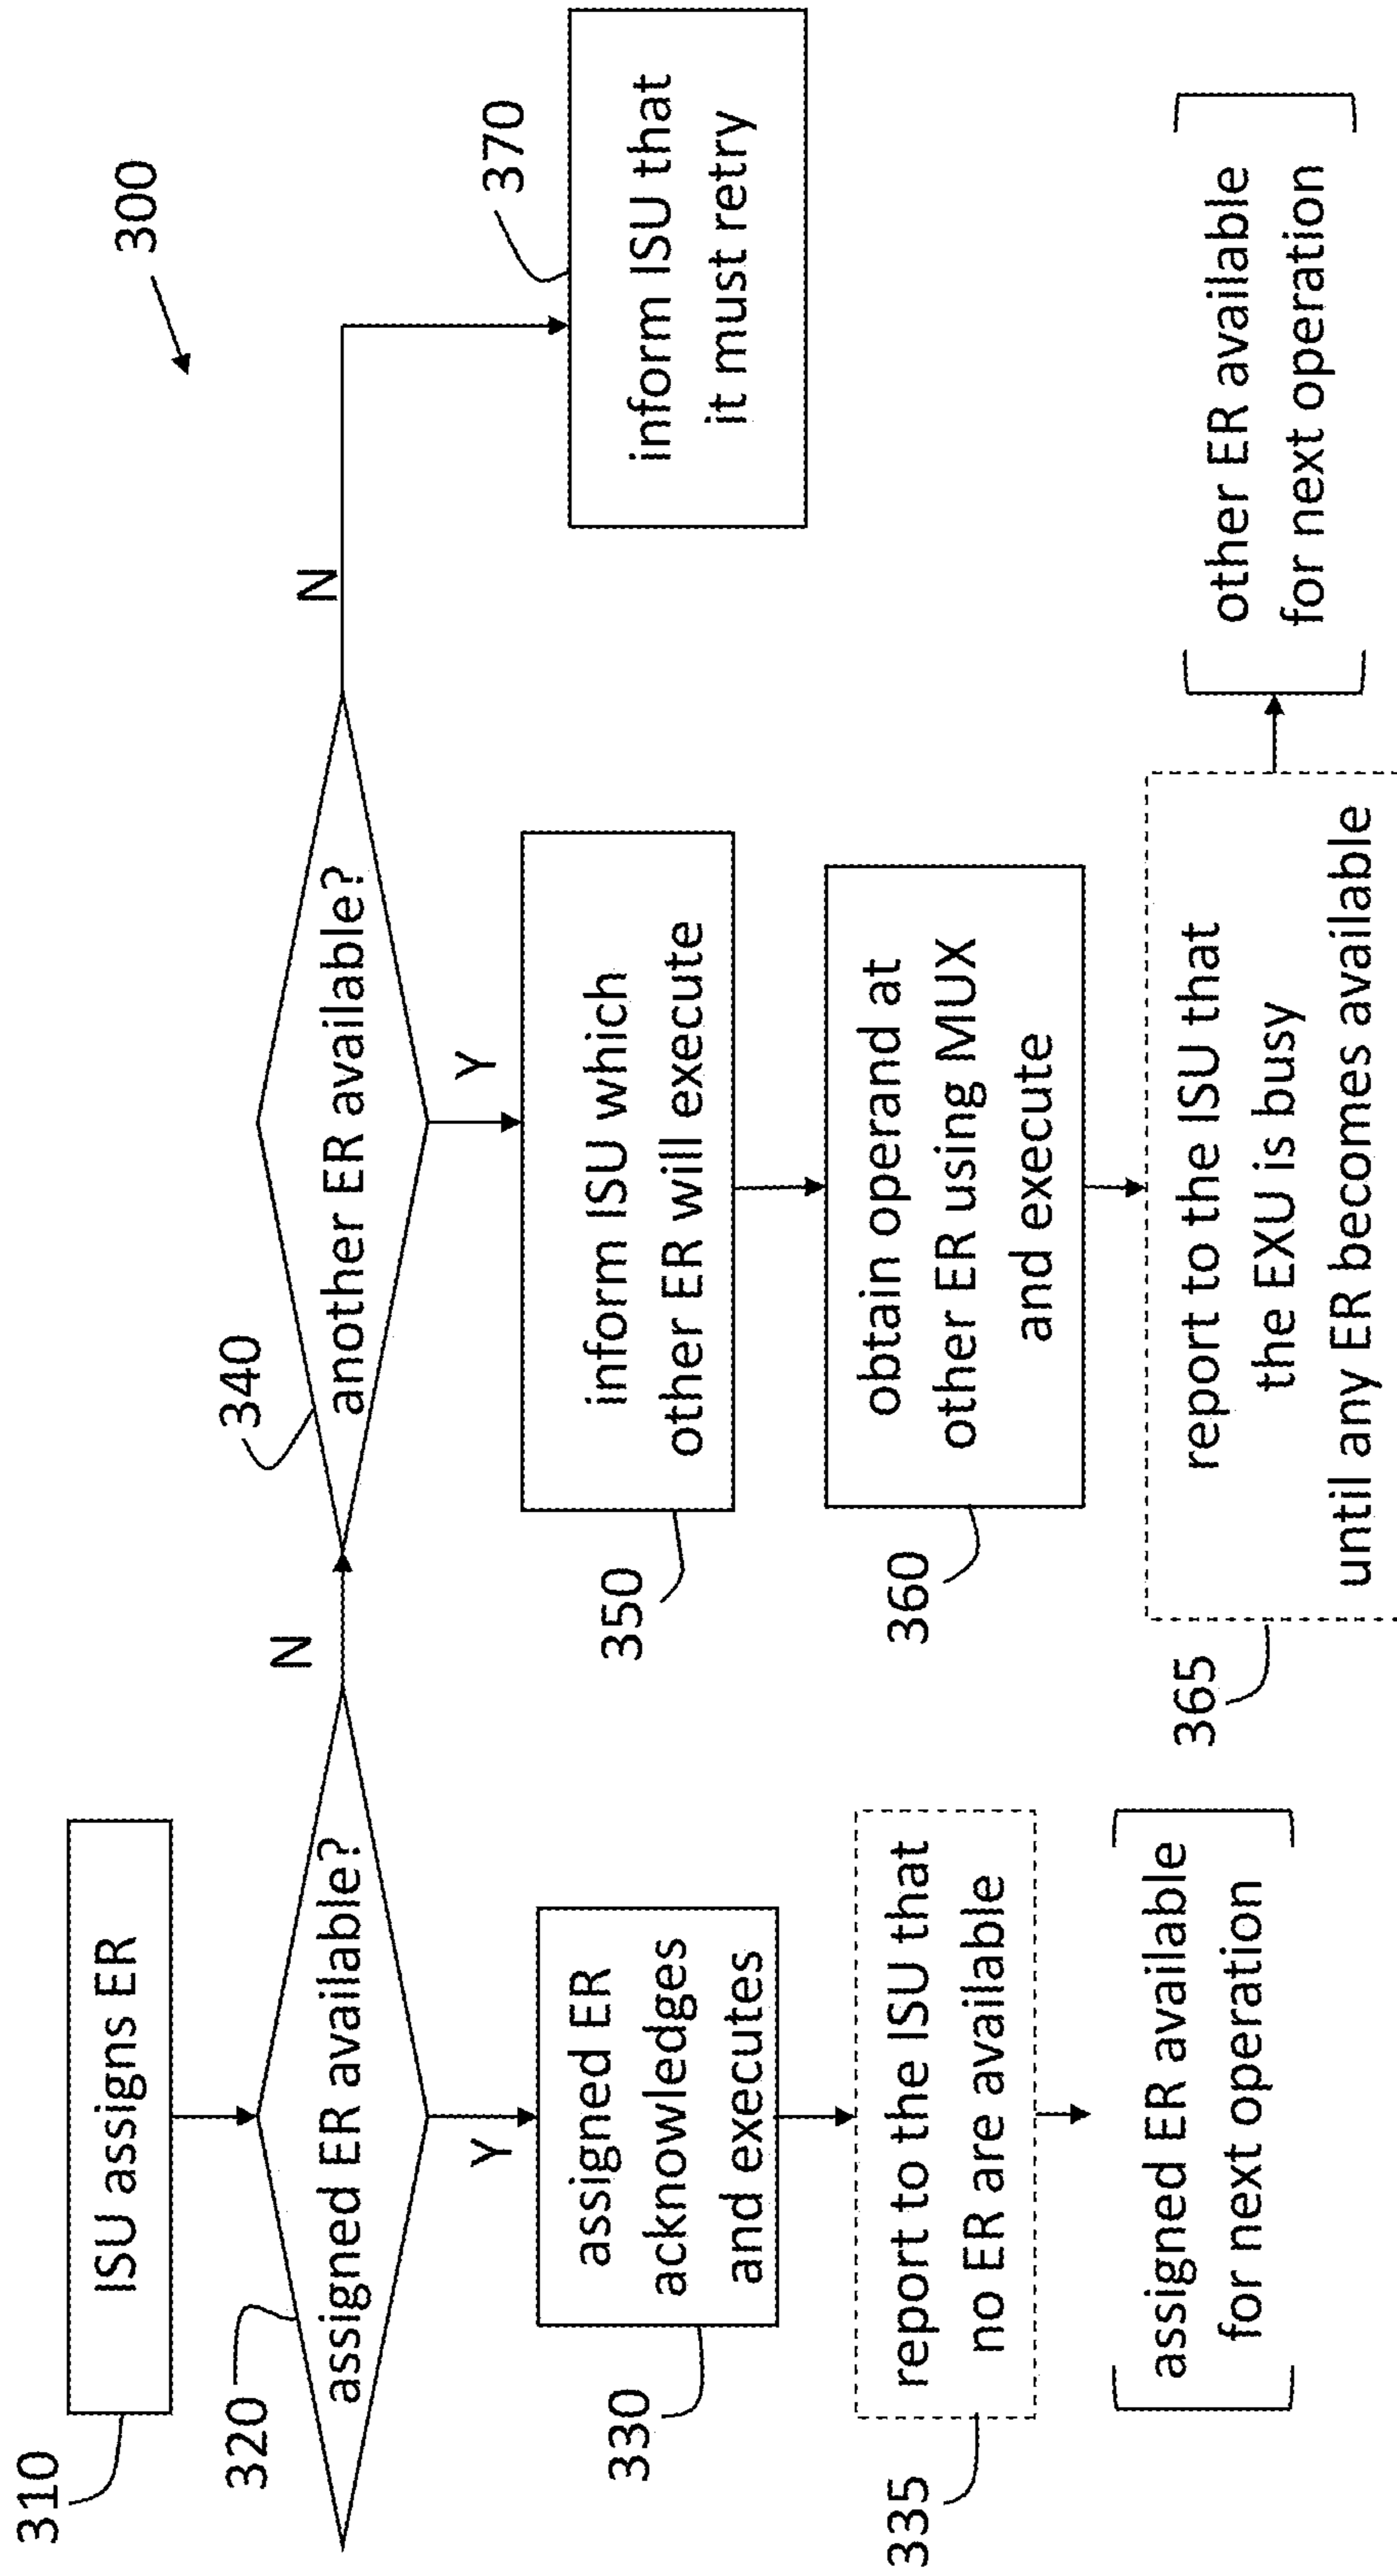 300
310
ISU assigns ER
320
assigned ER available?
N
Y
330
assigned ER
acknowledges
and executes
335
report to the ISU that
no ER are available
assigned ER available
for next operation
340
another ER available?
N
Y
350
inform ISU which
other ER will execute
360
obtain operand at
other ER using MUX
and execute
365
report to the ISU that
the EXU is busy
until any ER becomes available
other ER available
for next operation
370
inform ISU that
it must retry